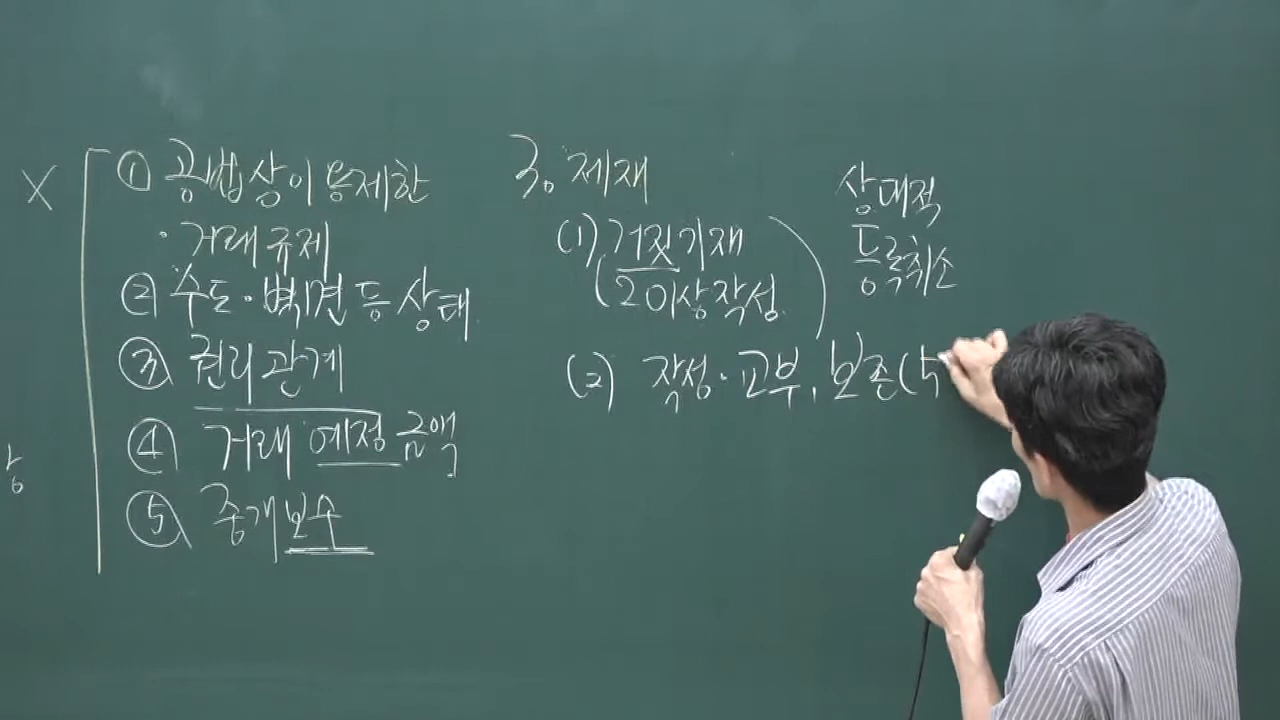 X
① 공법상이용제한
· 거래규제
② 수도·벽면 등 상태
③ 권리관계
④ 거래 예정 금액
⑤ 중개보수
3. 제재
(1) 거짓기재
(2이상작성
상대적
등록취소
(2) 작성·교부, 보존(5